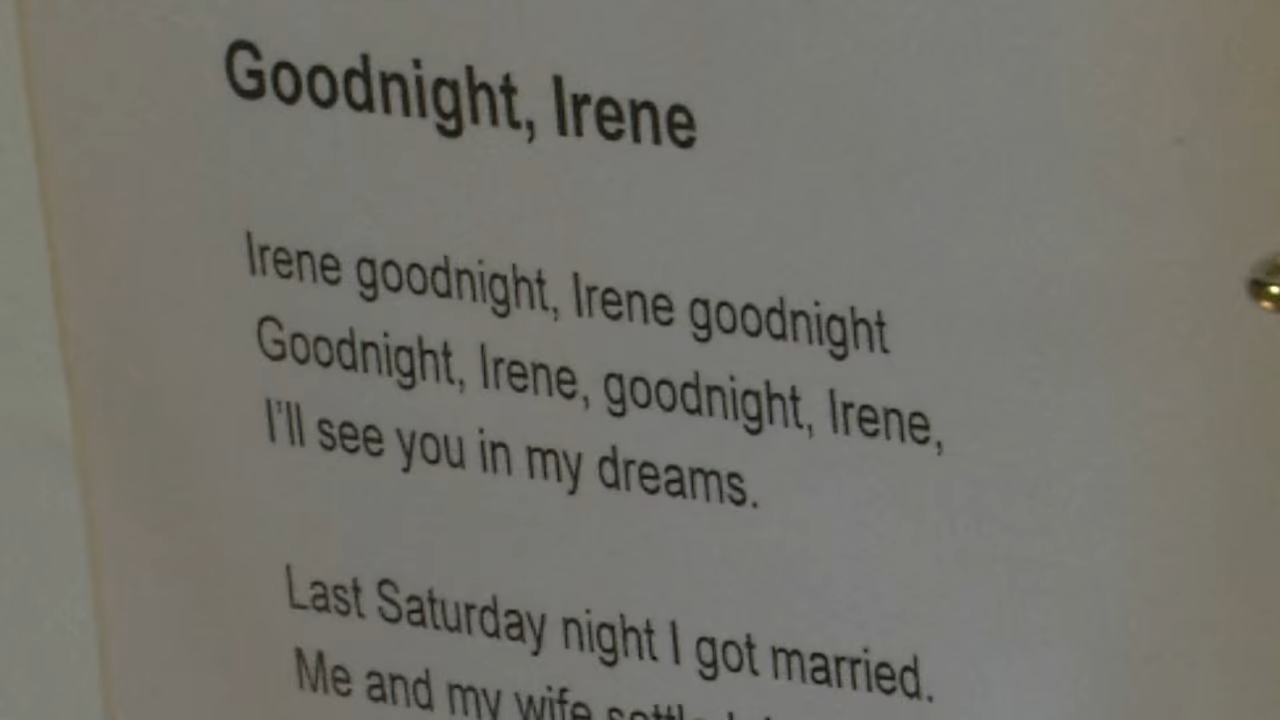 Goodnight, Irene
Irene goodnight, Irene goodnight
Goodnight, Irene, goodnight, Irene,
I'll see you in my dreams.
Last Saturday night I got married.
Me and my wife